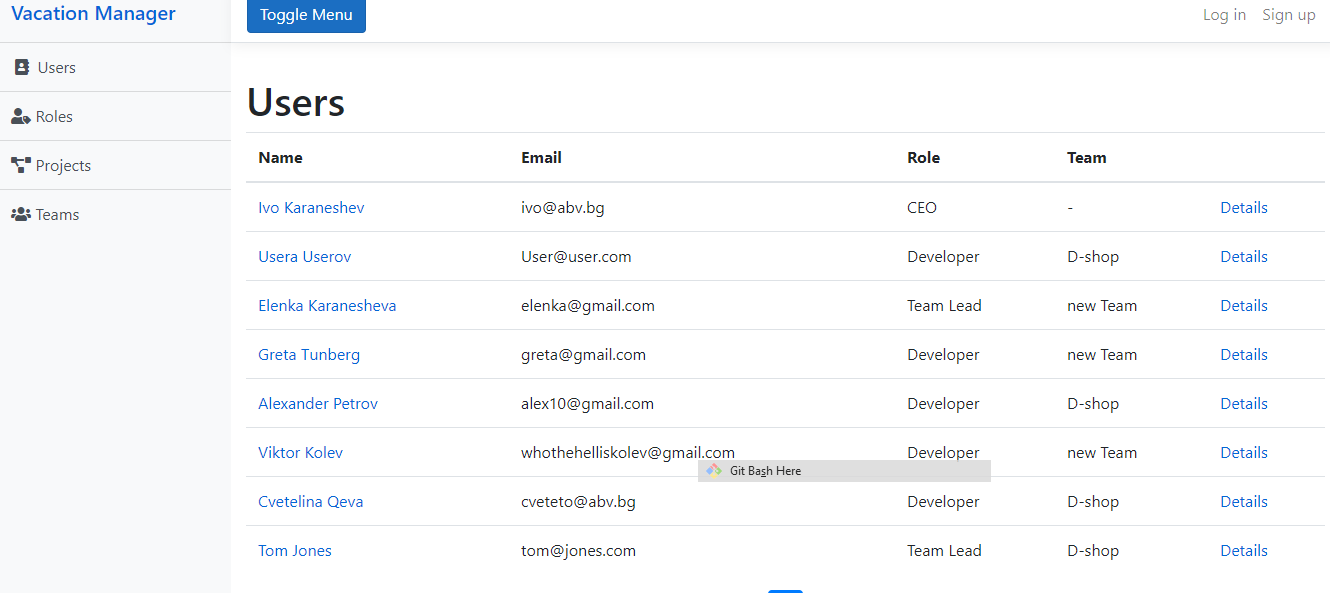 Vacation Manager
Toggle Menu
Log in Sign up
Users
Roles
Projects
Teams
Users
Name Email Role Team
Ivo Karaneshev ivo@abv.bg CEO - Details
Usera Userov User@user.com Developer D-shop Details
Elenka Karanesheva elenka@gmail.com Team Lead new Team Details
Greta Tunberg greta@gmail.com Developer new Team Details
Alexander Petrov alex10@gmail.com Developer D-shop Details
Viktor Kolev whothehelliskolev@gmail.com Developer new Team Details
Git Bash Here
Cvetelina Qeva cveteto@abv.bg Developer D-shop Details
Tom Jones tom@jones.com Team Lead D-shop Details